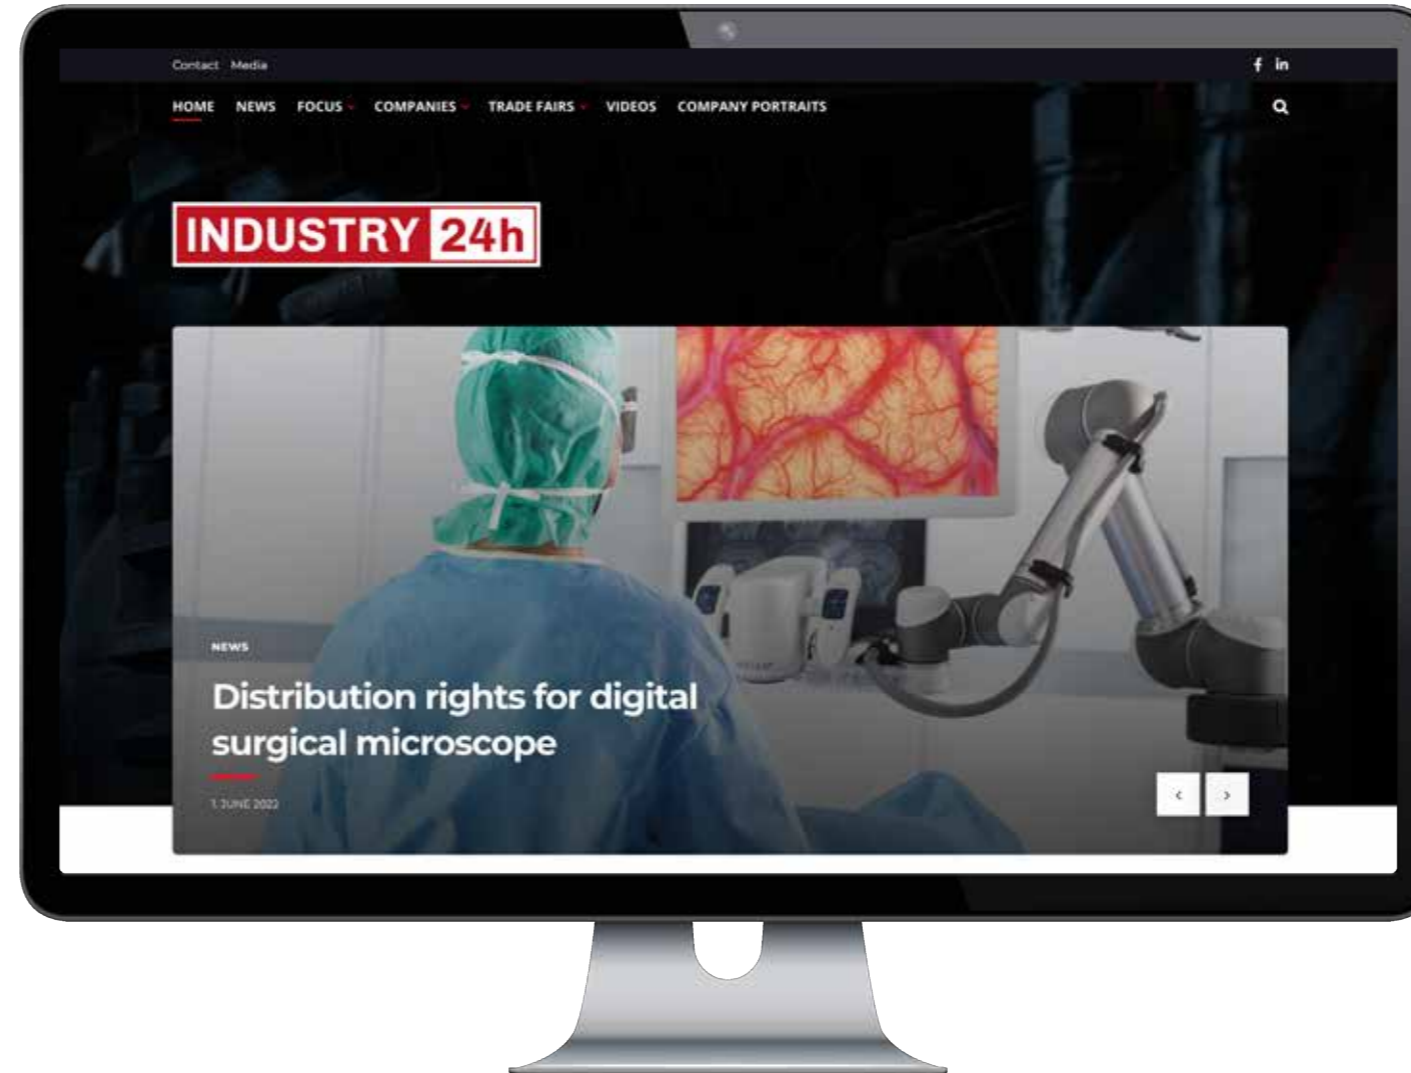 Contact Media
f in
HOME NEWS FOCUS COMPANIES TRADE FAIRS VIDEOS COMPANY PORTRAITS
INDUSTRY 24h
NEWS
Distribution rights for digital
surgical microscope
1. JUNE 2022